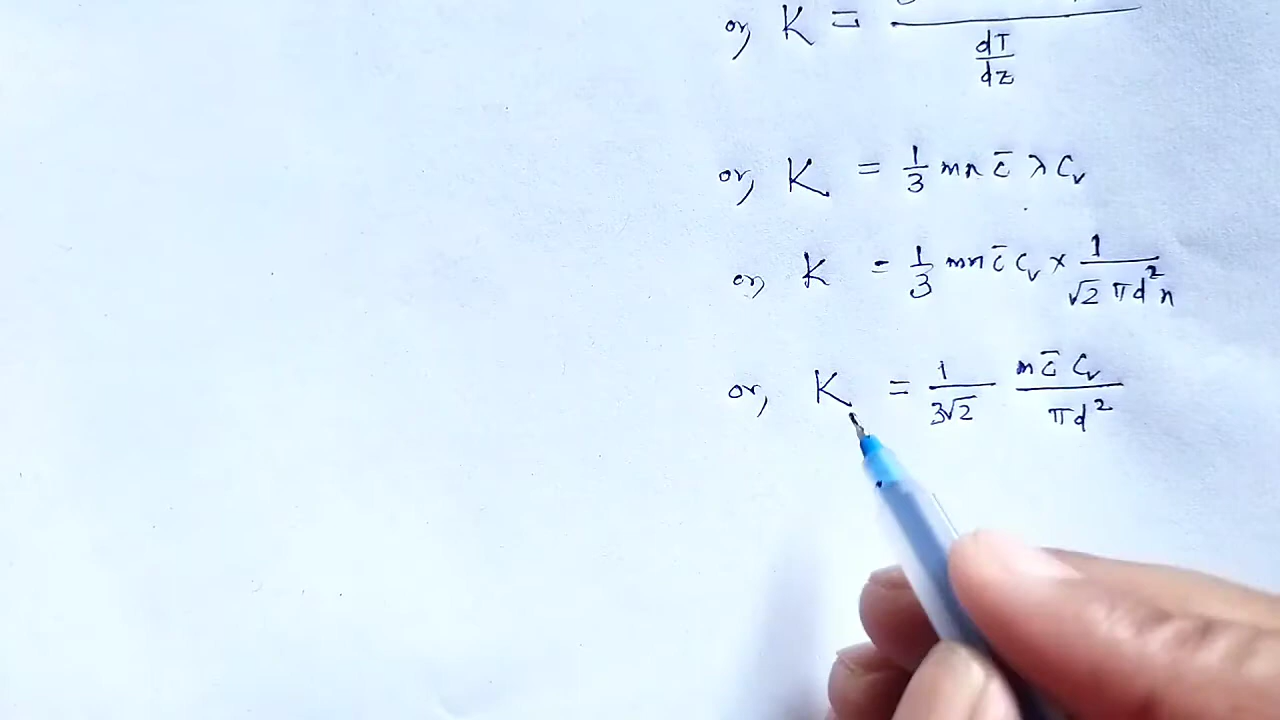 or, K = ――― dT/dz
or, K = 1/3 mn c̄ λ Cv
or, K = 1/3 mn c̄ Cv × 1/√2 πd²n
or, K = 1/3√2 m c̄ Cv/πd²